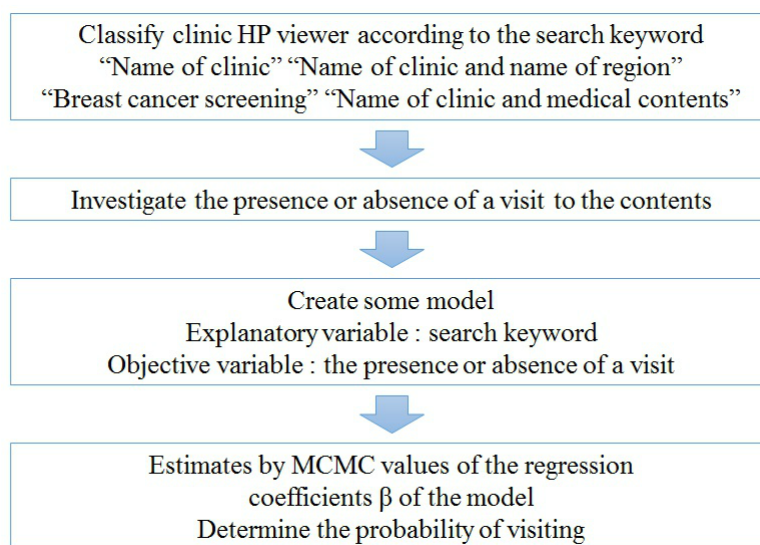 Classify clinic HP viewer according to the search keyword
“Name of clinic” “Name of clinic and name of region”
“Breast cancer screening” “Name of clinic and medical contents”
Investigate the presence or absence of a visit to the contents
Create some model
Explanatory variable : search keyword
Objective variable : the presence or absence of a visit
Estimates by MCMC values of the regression
coefficients β of the model
Determine the probability of visiting